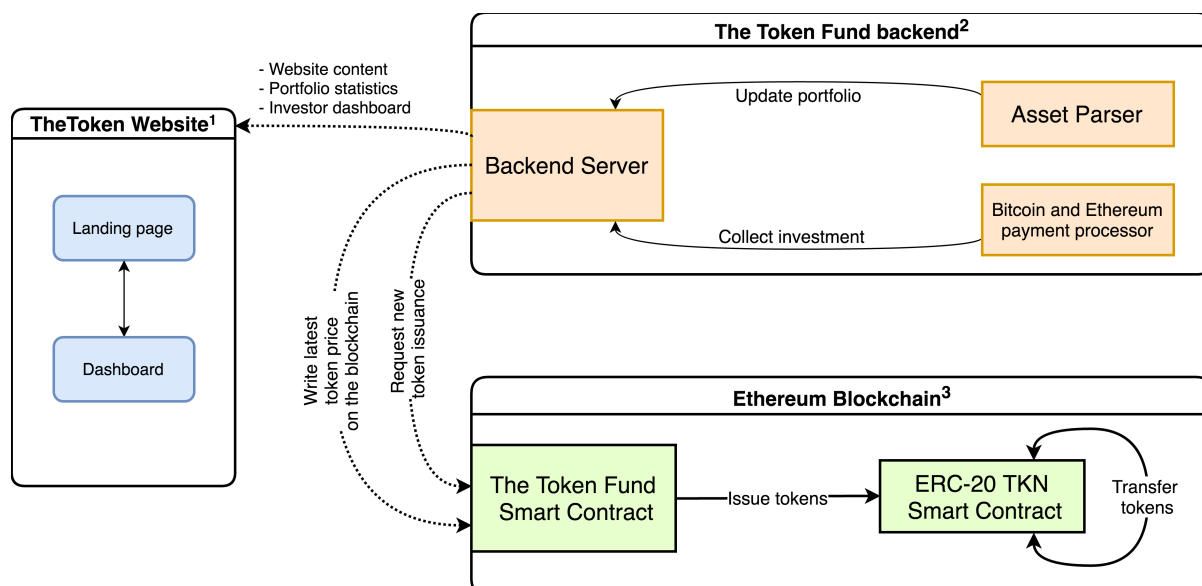 The Token Fund backend²
- Website content
- Portfolio statistics
- Investor dashboard
TheToken Website¹
Update portfolio
Asset Parser
Backend Server
Landing page
Bitcoin and Ethereum
payment processor
Collect investment
Dashboard
Write latest
token price
on the blockchain
Request new
token issuance
Ethereum Blockchain³
The Token Fund
Smart Contract
Issue tokens
ERC-20 TKN
Smart Contract
Transfer
tokens